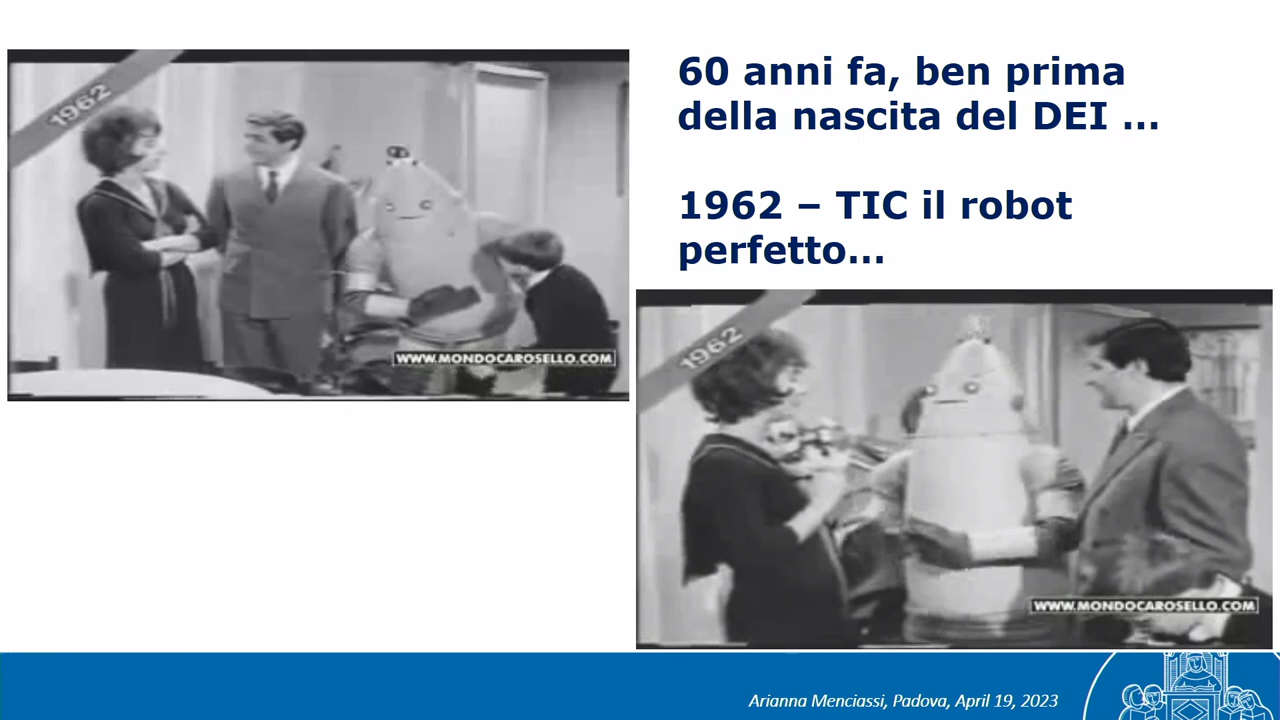 1962
WWW.MONDOCAROSELLO.COM
60 anni fa, ben prima
della nascita del DEI ...
1962 – TIC il robot
perfetto...
1962
WWW.MONDOCAROSELLO.COM
Arianna Menciassi, Padova, April 19, 2023